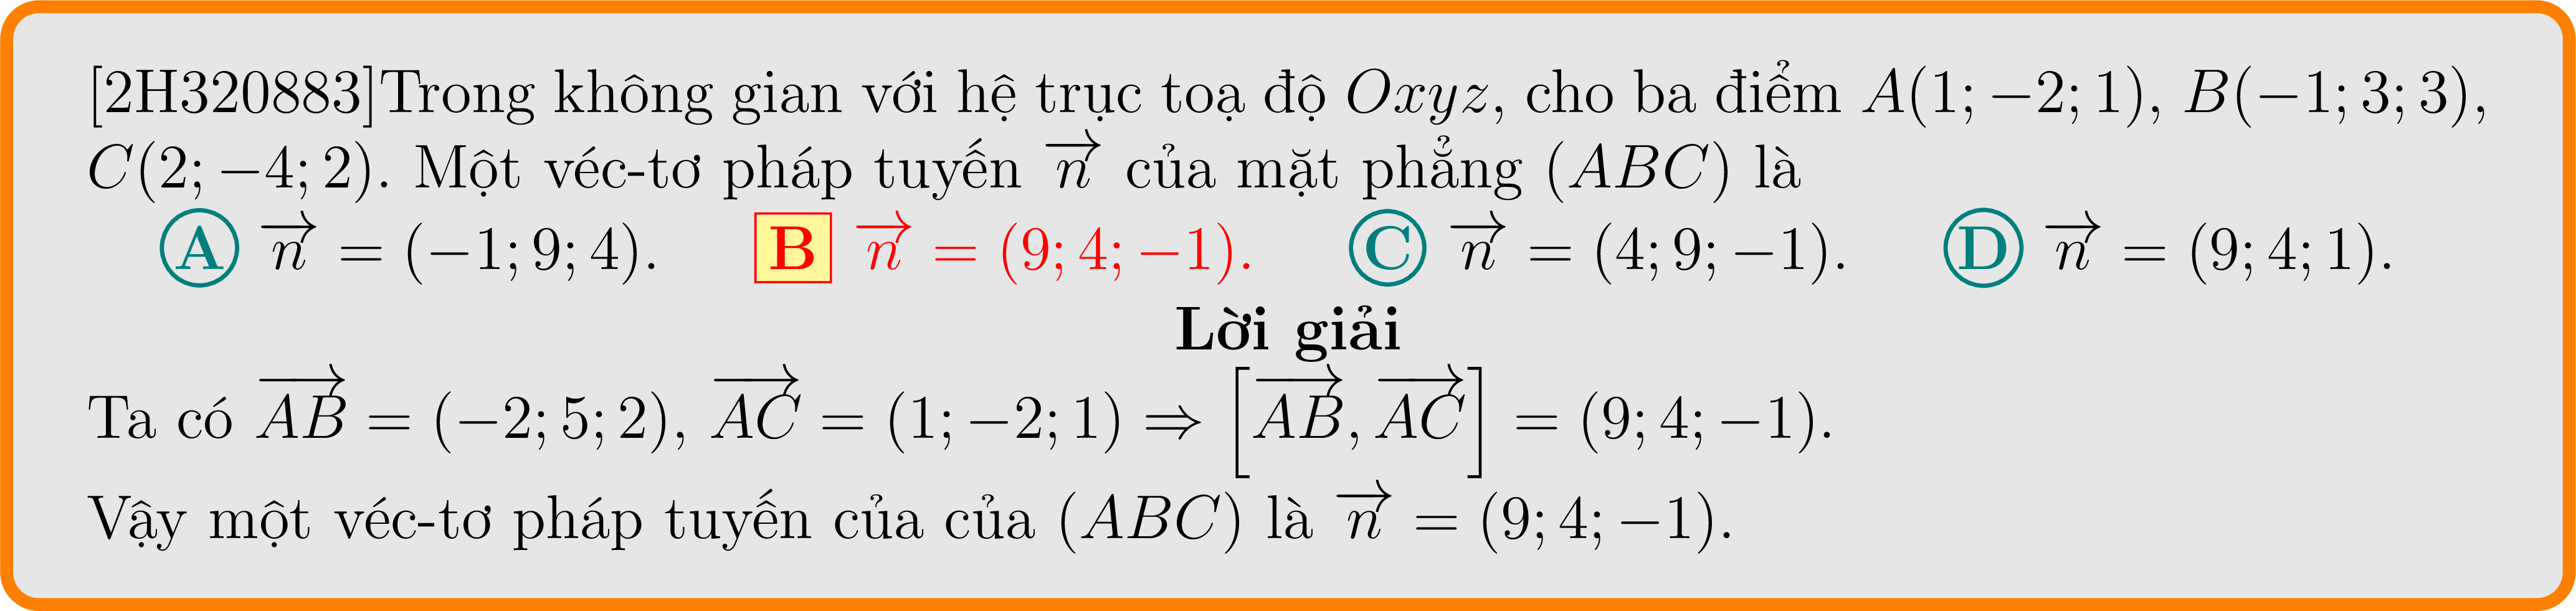 [2H320883]Trong không gian với hệ trục toạ độ Oxyz, cho ba điểm A(1; −2; 1), B(−1; 3; 3),
C(2; −4; 2). Một véc-tơ pháp tuyến \overrightarrow{n} của mặt phẳng (ABC) là
A \overrightarrow{n} = (−1; 9; 4). B \overrightarrow{n} = (9; 4; −1). C \overrightarrow{n} = (4; 9; −1). D \overrightarrow{n} = (9; 4; 1).
Lời giải
Ta có \overrightarrow{AB} = (−2; 5; 2), \overrightarrow{AC} = (1; −2; 1) ⇒ [\overrightarrow{AB}, \overrightarrow{AC}] = (9; 4; −1).
Vậy một véc-tơ pháp tuyến của của (ABC) là \overrightarrow{n} = (9; 4; −1).